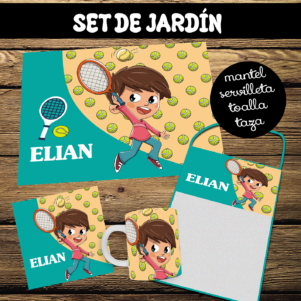 SET DE JARDÍN
mantel
servilleta
toalla
taza
ELIAN
ELIAN
ELIAN